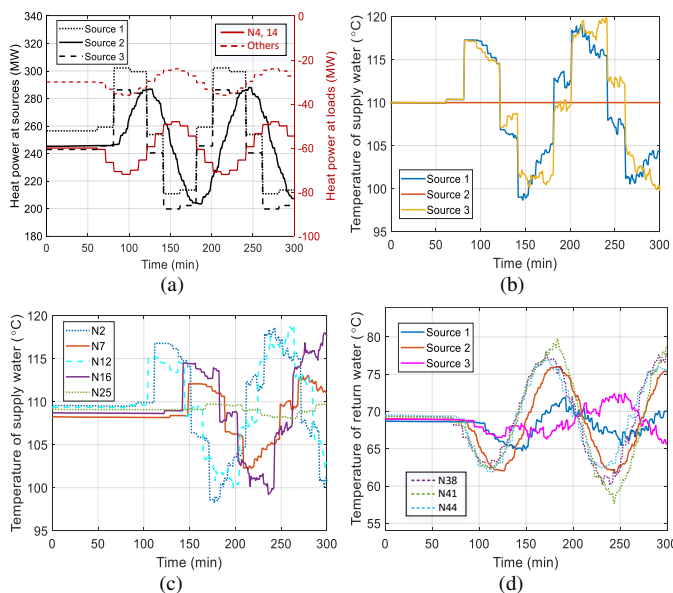 340
320
300
280
260
240
220
200
180
Heat power at sources (MW)
Source 1
Source 2
Source 3
N4, 14
Others
0
-20
-40
-60
-80
-100
Heat power at loads (MW)
0
50
100
150
200
250
300
Time (min)
(a)
120
115
110
105
100
95
Temperature of supply water (°C)
Source 1
Source 2
Source 3
0
50
100
150
200
250
300
Time (min)
(b)
120
115
110
105
100
95
Temperature of supply water (°C)
N2
N7
N12
N16
N25
0
50
100
150
200
250
300
Time (min)
(c)
80
75
70
65
60
55
Temperature of return water (°C)
Source 1
Source 2
Source 3
N38
N41
N44
0
50
100
150
200
250
300
Time (min)
(d)